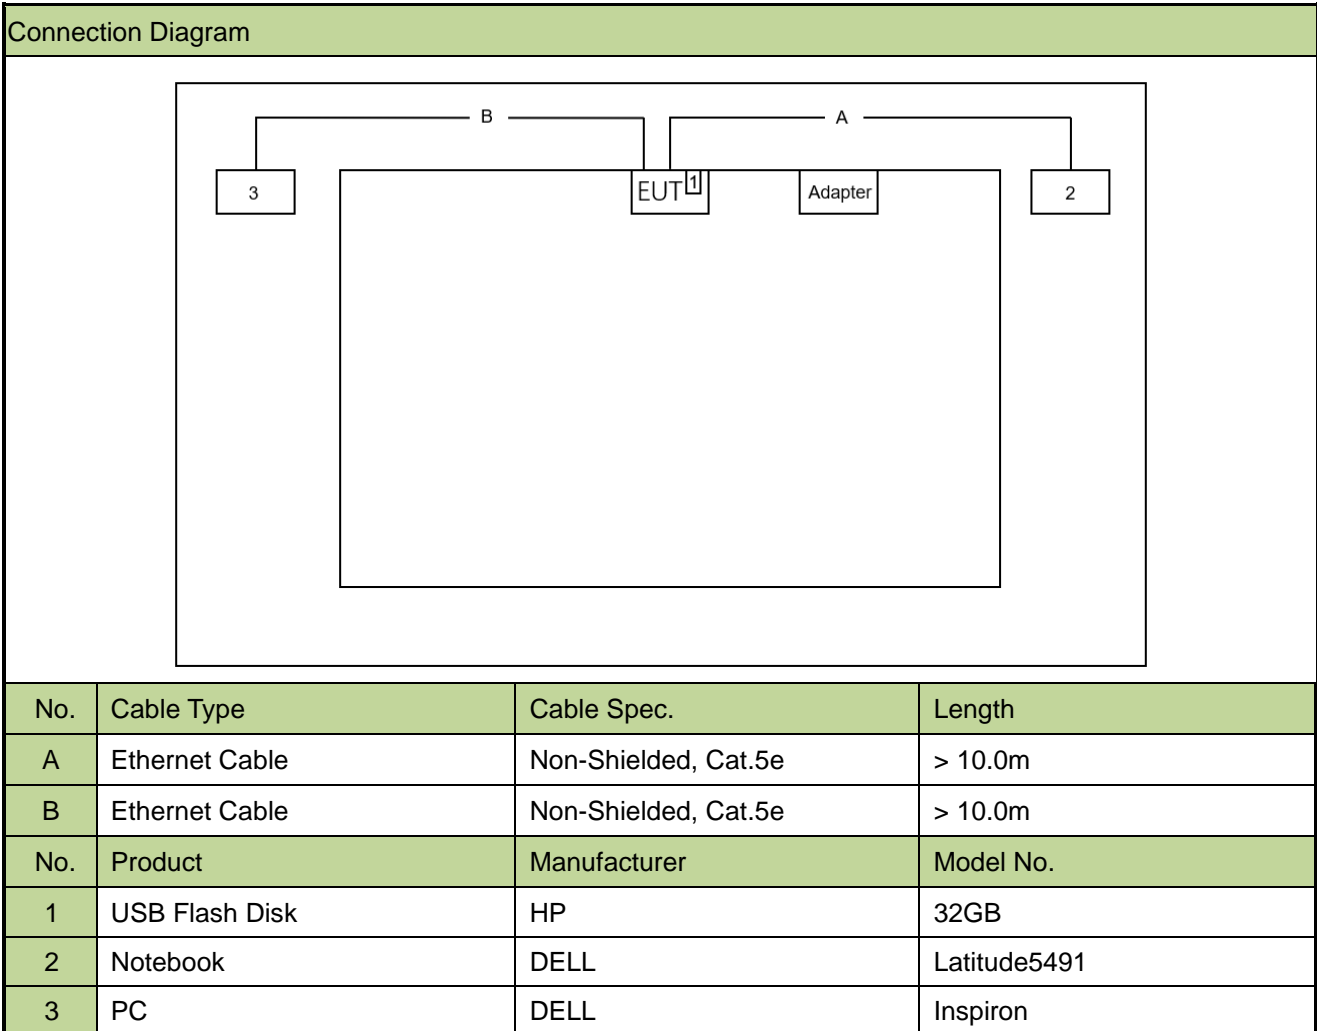 Connection Diagram
B A
3 EUT 1 Adapter 2
No. Cable Type Cable Spec. Length
A Ethernet Cable Non-Shielded, Cat.5e > 10.0m
B Ethernet Cable Non-Shielded, Cat.5e > 10.0m
No. Product Manufacturer Model No.
1 USB Flash Disk HP 32GB
2 Notebook DELL Latitude5491
3 PC DELL Inspiron